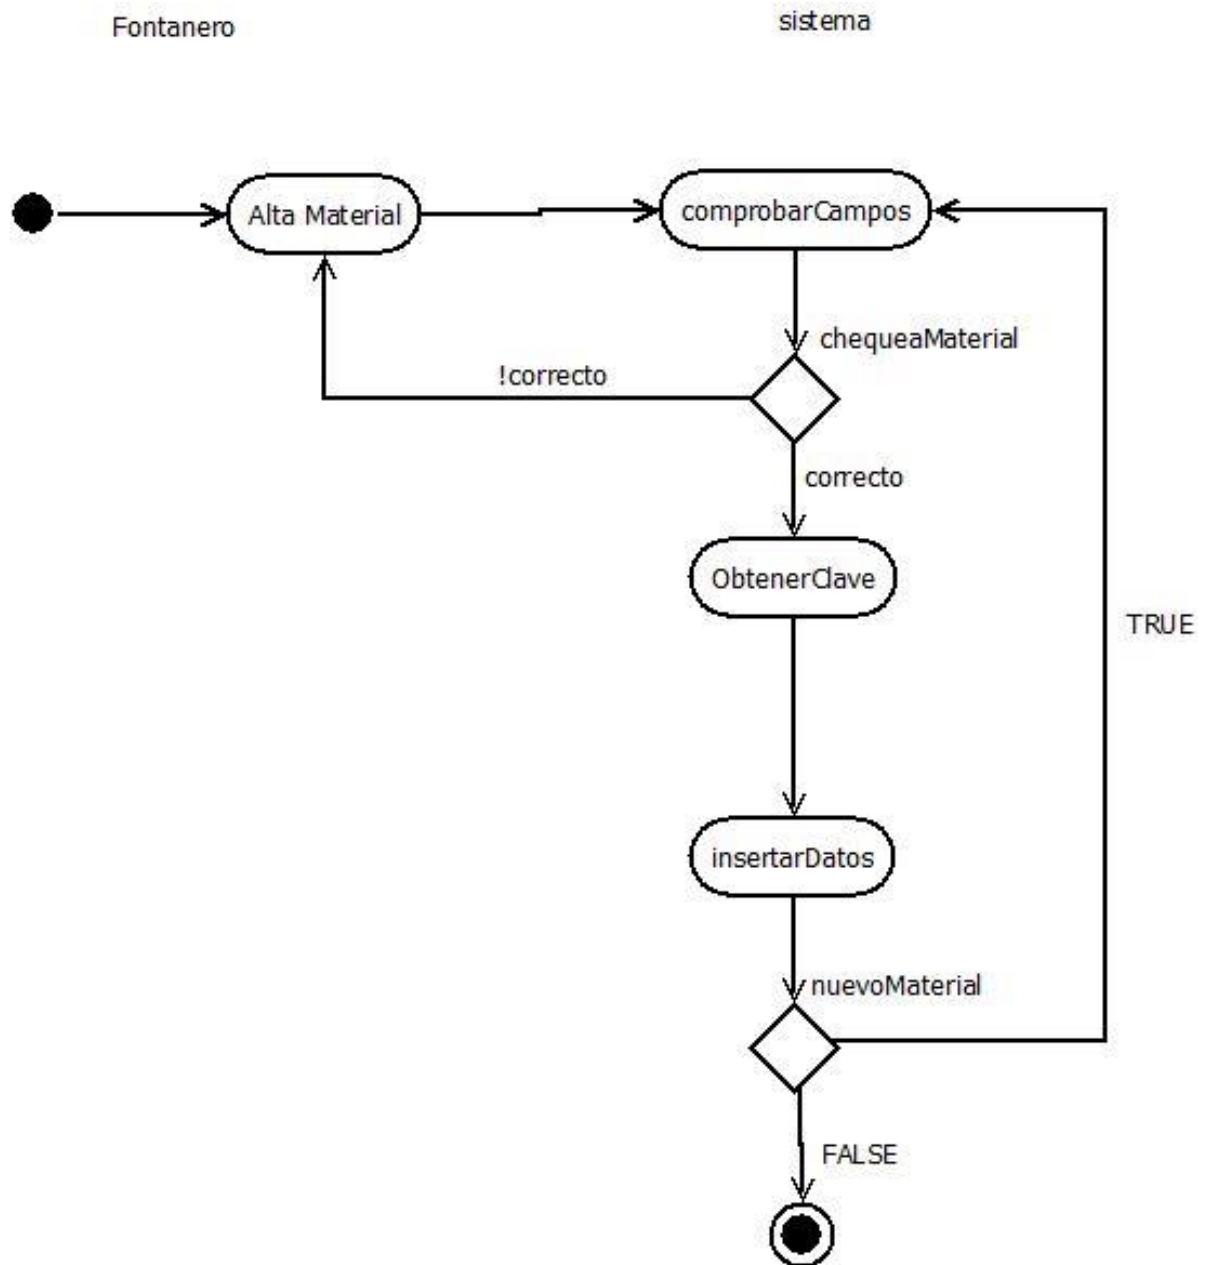 Fontanero
sistema
Alta Material
comprobarCampos
chequeaMaterial
!correcto
correcto
ObtenerClave
TRUE
insertarDatos
nuevoMaterial
FALSE